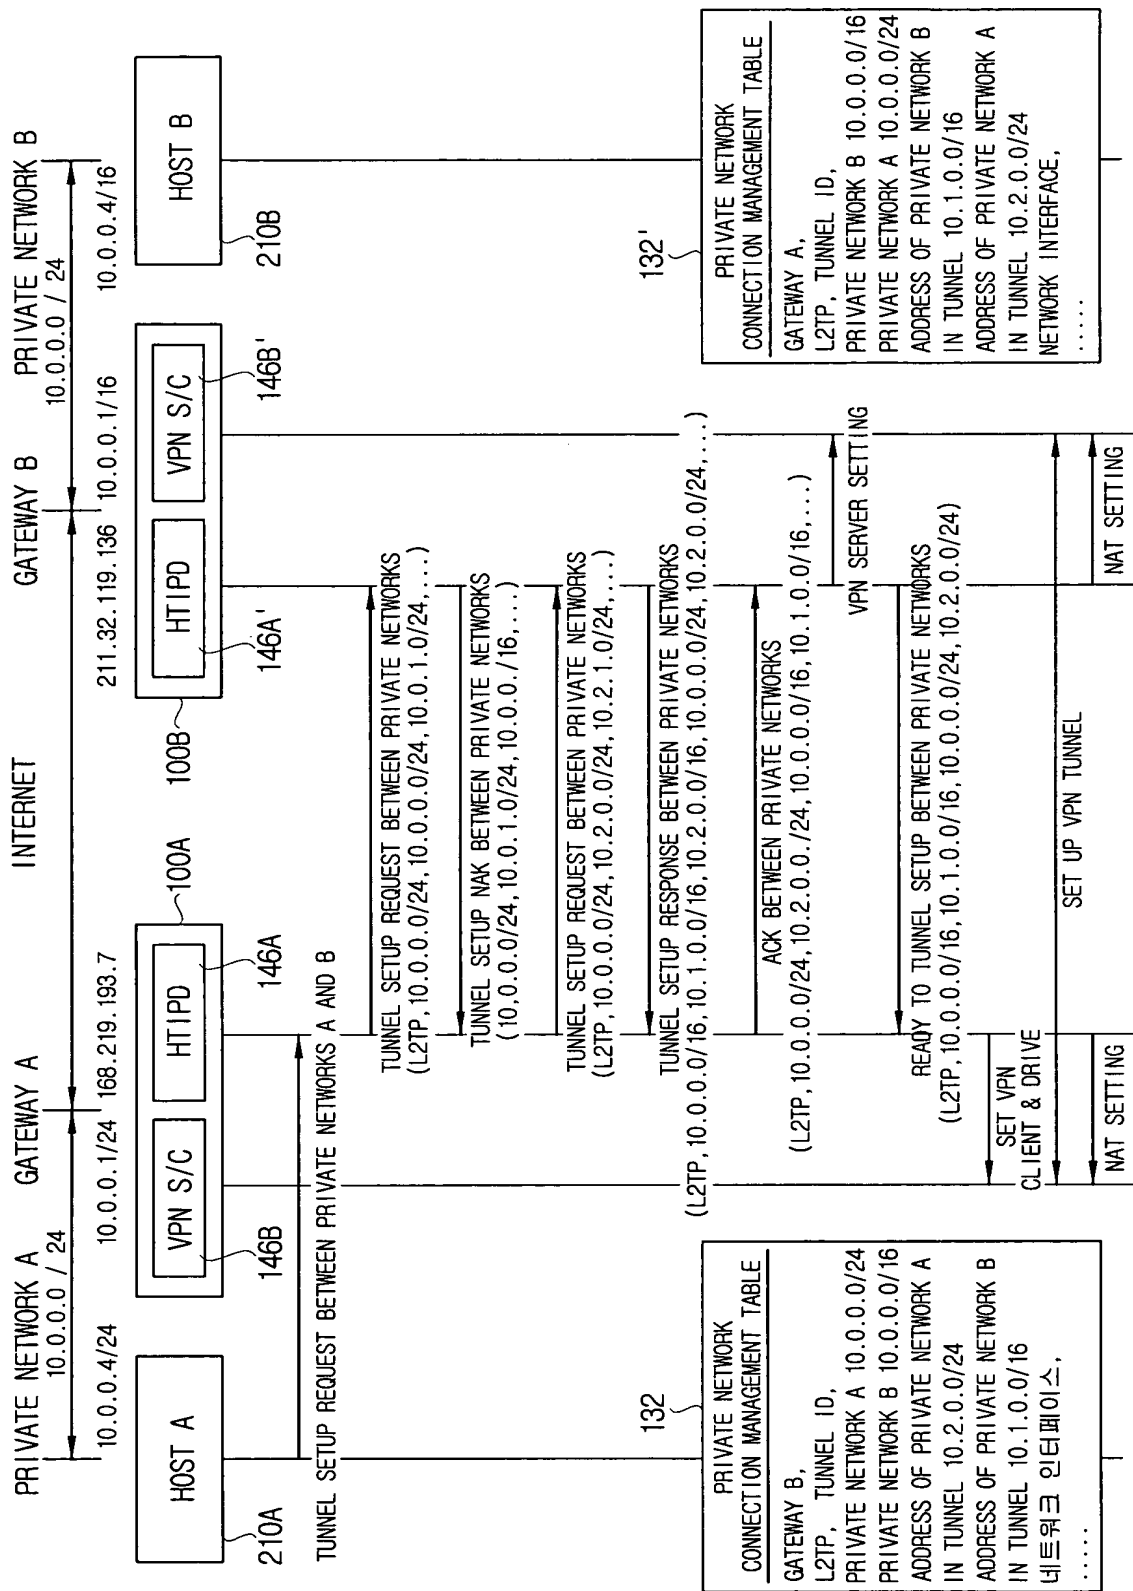 PRIVATE NETWORK A
10.0.0.0 / 24
GATEWAY A
INTERNET
GATEWAY B
PRIVATE NETWORK B
10.0.0.0 / 24
10.0.0.4/24
10.0.0.1/24
168.219.193.7
211.32.119.136
10.0.0.1/16
10.0.0.4/16
HOST A
210A
VPN S/C
146B
HTIPD
146A
100A
HTIPD
146A'
100B
VPN S/C
146B'
HOST B
210B
TUNNEL SETUP REQUEST BETWEEN PRIVATE NETWORKS A AND B
TUNNEL SETUP REQUEST BETWEEN PRIVATE NETWORKS
(L2TP,10.0.0.0/24,10.0.0.0/24,10.0.1.0/24,...)
TUNNEL SETUP NAK BETWEEN PRIVATE NETWORKS
(10,0.0.0/24,10.0.1.0/24,10.0.0./16,...)
TUNNEL SETUP REQUEST BETWEEN PRIVATE NETWORKS
(L2TP,10.0.0.0/24,10.2.0.0/24,10.2.1.0/24,...)
TUNNEL SETUP RESPONSE BETWEEN PRIVATE NETWORKS
(L2TP,10.0.0.0/16,10.1.0.0/16,10.2.0.0/16,10.0.0.0/24,10.2.0.0/24,...)
ACK BETWEEN PRIVATE NETWORKS
(L2TP,10.0.0.0/24,10.2.0.0./24,10.0.0.0/16,10.1.0.0/16,...)
VPN SERVER SETTING
READY TO TUNNEL SETUP BETWEEN PRIVATE NETWORKS
(L2TP,10.0.0.0/16,10.1.0.0/16,10.0.0.0/24,10.2.0.0/24)
SET VPN
CLIENT & DRIVE
SET UP VPN TUNNEL
NAT SETTING
NAT SETTING
132
PRIVATE NETWORK
CONNECTION MANAGEMENT TABLE
GATEWAY B,
L2TP, TUNNEL ID,
PRIVATE NETWORK A 10.0.0.0/24
PRIVATE NETWORK B 10.0.0.0/16
ADDRESS OF PRIVATE NETWORK A
IN TUNNEL 10.2.0.0/24
ADDRESS OF PRIVATE NETWORK B
IN TUNNEL 10.1.0.0/16
네트워크 인터페이스,
.....
132'
PRIVATE NETWORK
CONNECTION MANAGEMENT TABLE
GATEWAY A,
L2TP, TUNNEL ID,
PRIVATE NETWORK B 10.0.0.0/16
PRIVATE NETWORK A 10.0.0.0/24
ADDRESS OF PRIVATE NETWORK B
IN TUNNEL 10.1.0.0/16
ADDRESS OF PRIVATE NETWORK A
IN TUNNEL 10.2.0.0/24
NETWORK INTERFACE,
.....